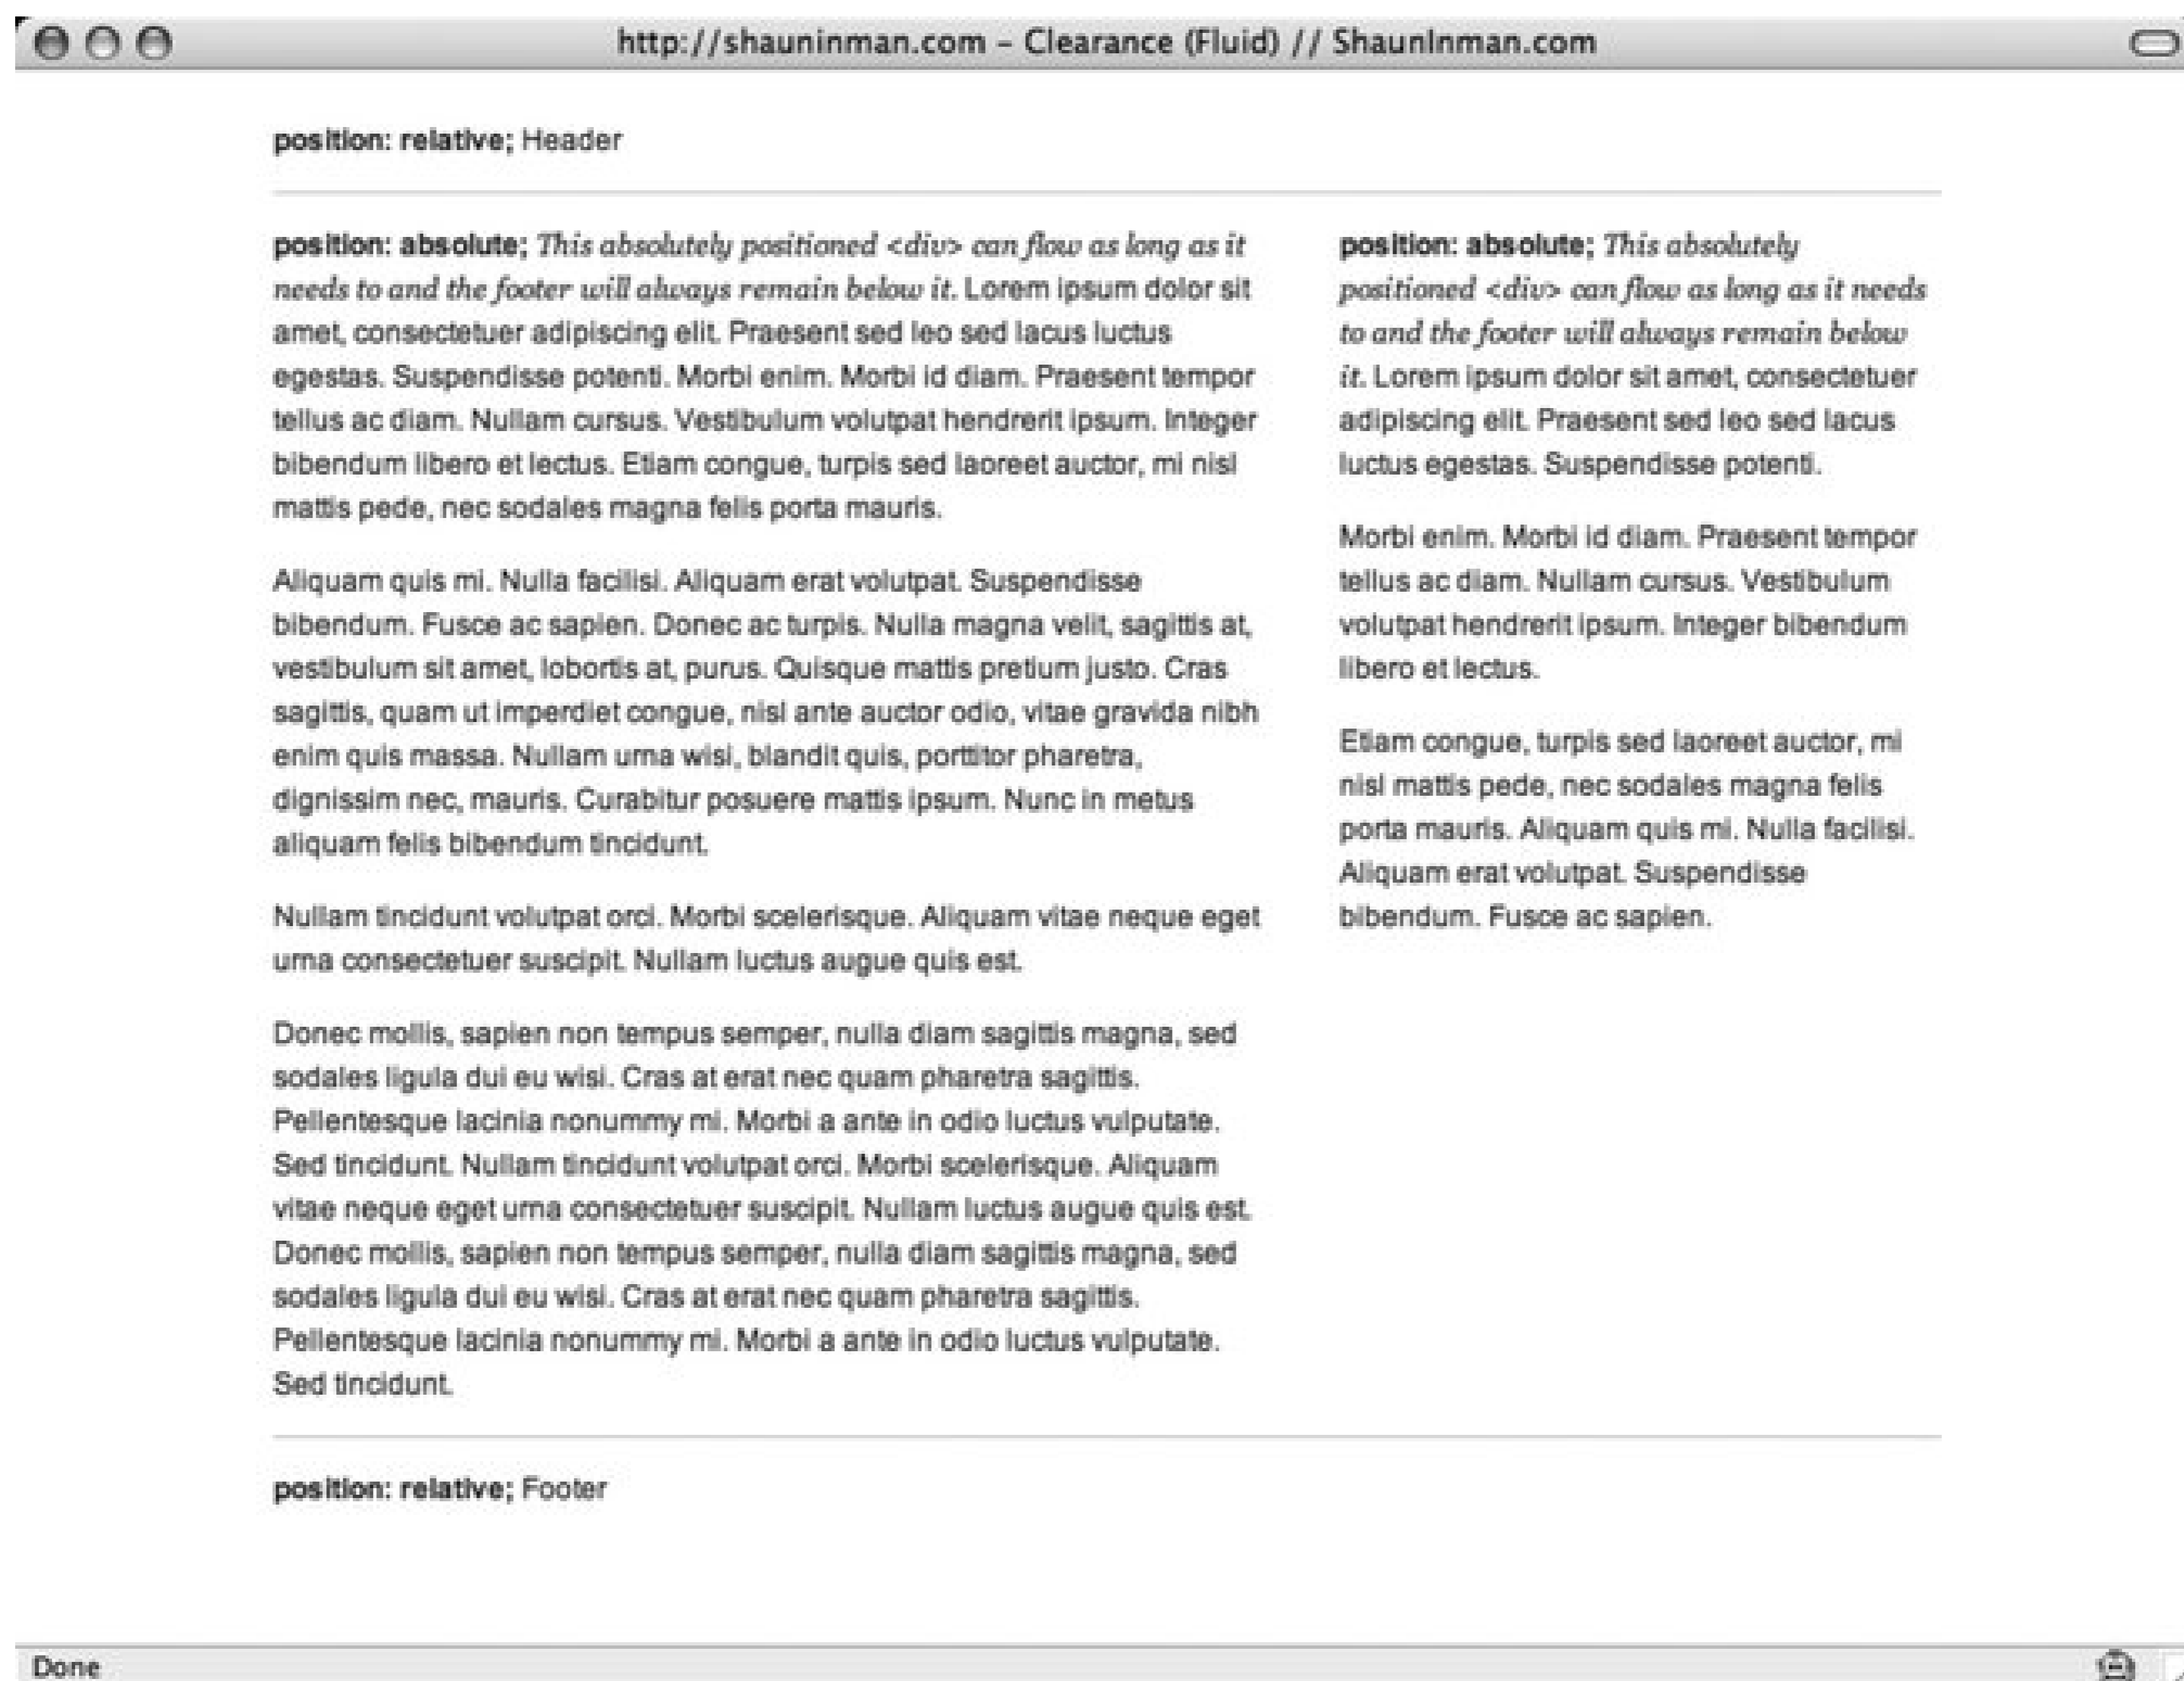 http://shauninman.com – Clearance (Fluid) // ShaunInman.com
position: relative; Header
position: absolute; This absolutely positioned <div> can flow as long as it
needs to and the footer will always remain below it. Lorem ipsum dolor sit
amet, consectetuer adipiscing elit. Praesent sed leo sed lacus luctus
egestas. Suspendisse potenti. Morbi enim. Morbi id diam. Praesent tempor
tellus ac diam. Nullam cursus. Vestibulum volutpat hendrerit ipsum. Integer
bibendum libero et lectus. Etiam congue, turpis sed laoreet auctor, mi nisl
mattis pede, nec sodales magna felis porta mauris.
Aliquam quis mi. Nulla facilisi. Aliquam erat volutpat. Suspendisse
bibendum. Fusce ac sapien. Donec ac turpis. Nulla magna velit, sagittis at,
vestibulum sit amet, lobortis at, purus. Quisque mattis pretium justo. Cras
sagittis, quam ut imperdiet congue, nisl ante auctor odio, vitae gravida nibh
enim quis massa. Nullam urna wisi, blandit quis, porttitor pharetra,
dignissim nec, mauris. Curabitur posuere mattis ipsum. Nunc in metus
aliquam felis bibendum tincidunt.
Nullam tincidunt volutpat orci. Morbi scelerisque. Aliquam vitae neque eget
urna consectetuer suscipit. Nullam luctus augue quis est.
Donec mollis, sapien non tempus semper, nulla diam sagittis magna, sed
sodales ligula dui eu wisi. Cras at erat nec quam pharetra sagittis.
Pellentesque lacinia nonummy mi. Morbi a ante in odio luctus vulputate.
Sed tincidunt. Nullam tincidunt volutpat orci. Morbi scelerisque. Aliquam
vitae neque eget urna consectetuer suscipit. Nullam luctus augue quis est.
Donec mollis, sapien non tempus semper, nulla diam sagittis magna, sed
sodales ligula dui eu wisi. Cras at erat nec quam pharetra sagittis.
Pellentesque lacinia nonummy mi. Morbi a ante in odio luctus vulputate.
Sed tincidunt.
position: absolute; This absolutely
positioned <div> can flow as long as it needs
to and the footer will always remain below
it. Lorem ipsum dolor sit amet, consectetuer
adipiscing elit. Praesent sed leo sed lacus
luctus egestas. Suspendisse potenti.
Morbi enim. Morbi id diam. Praesent tempor
tellus ac diam. Nullam cursus. Vestibulum
volutpat hendrerit ipsum. Integer bibendum
libero et lectus.
Etiam congue, turpis sed laoreet auctor, mi
nisl mattis pede, nec sodales magna felis
porta mauris. Aliquam quis mi. Nulla facilisi.
Aliquam erat volutpat. Suspendisse
bibendum. Fusce ac sapien.
position: relative; Footer
Done